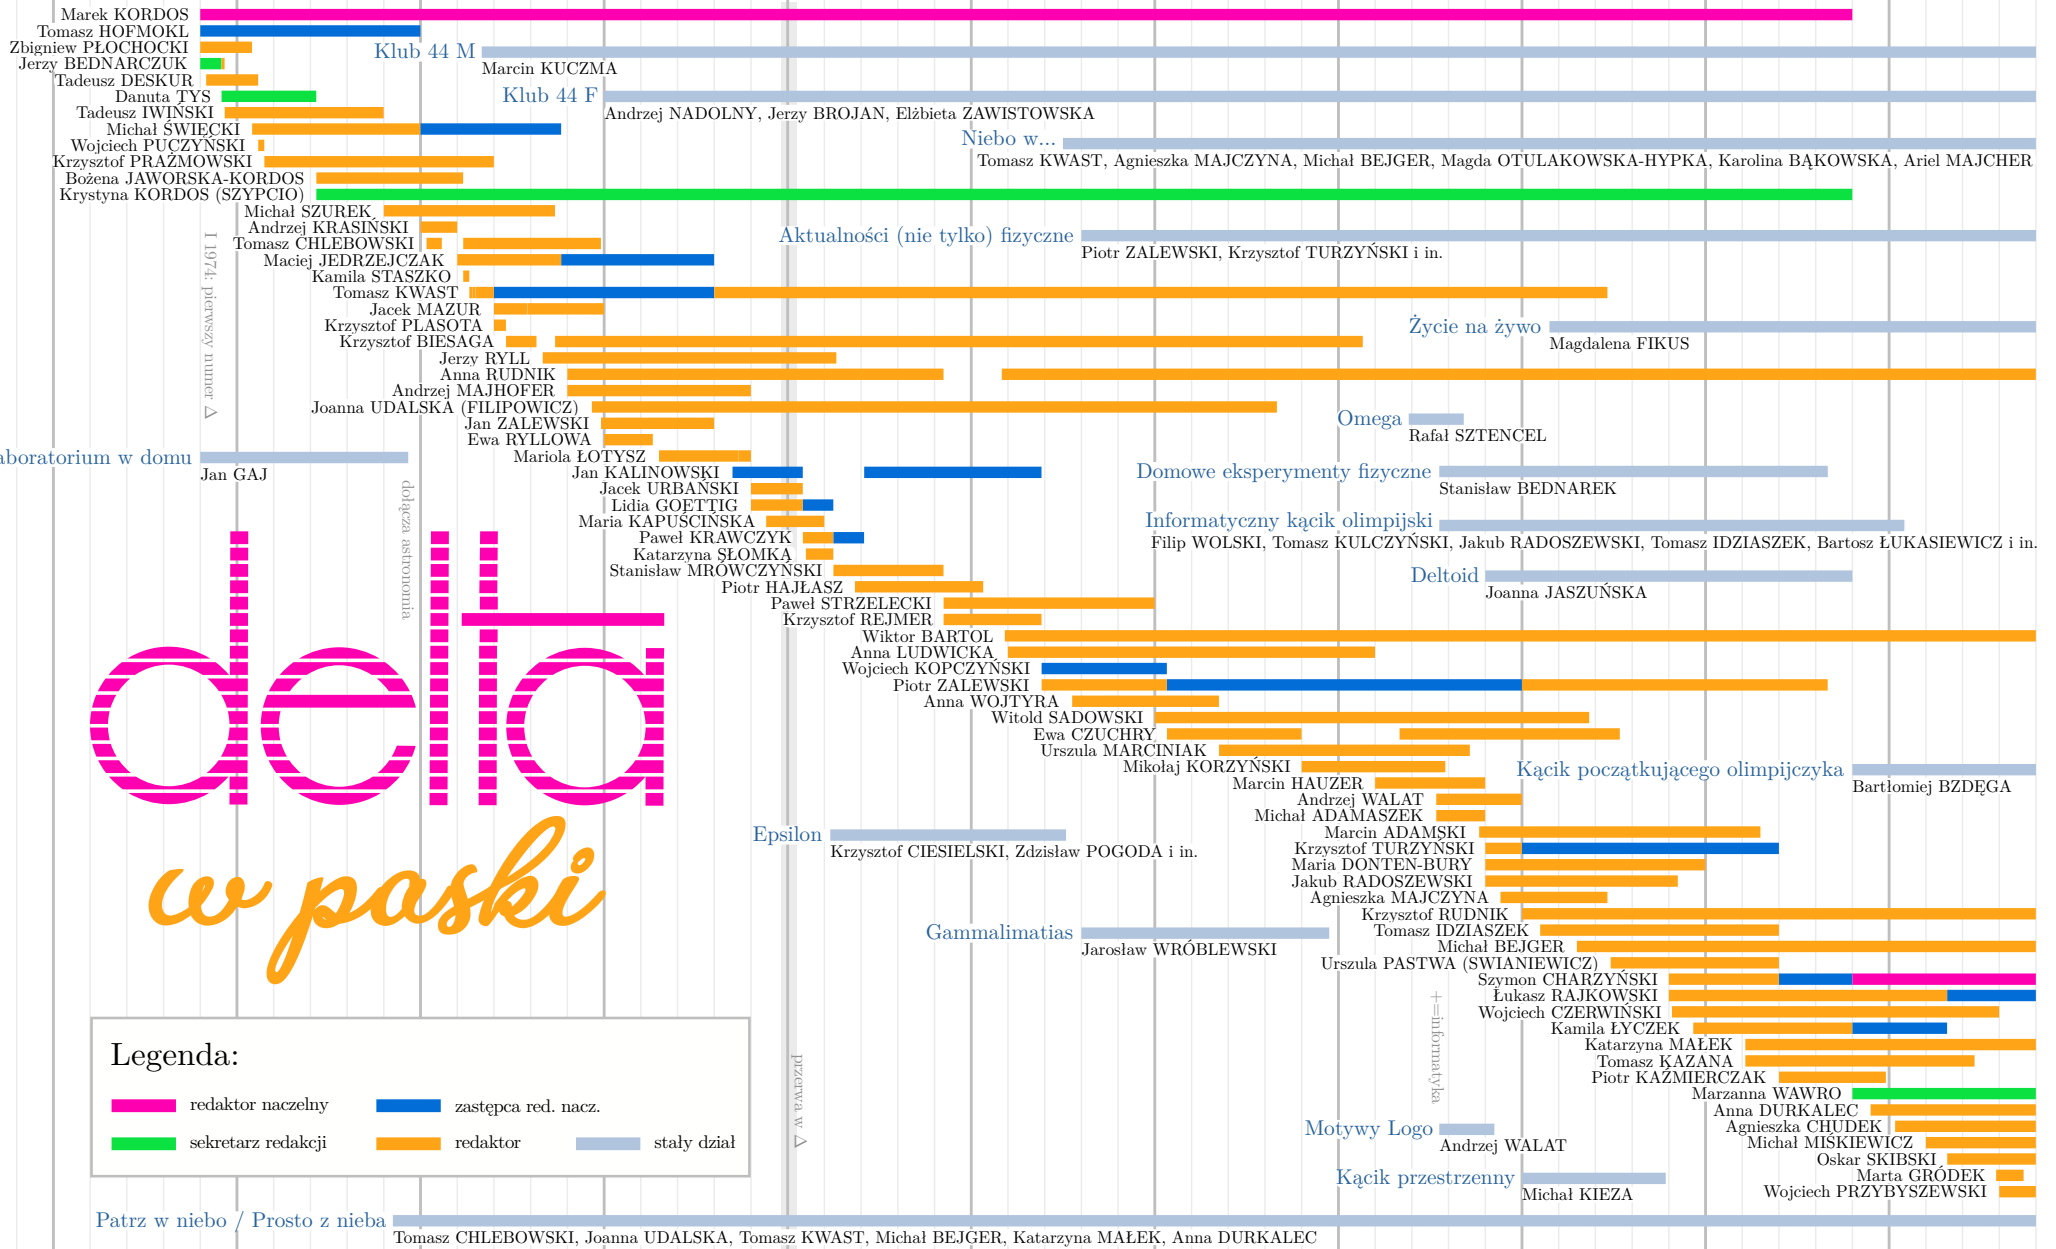 Marek KORDOS
Tomasz HOFMOKL
Zbigniew PŁOCHOCKI
Klub 44 M
Jerzy BEDNARCZUK
Marcin KUCZMA
Tadeusz DESKUR
Danuta TYS
Klub 44 F
Tadeusz IWIŃSKI
Andrzej NADOLNY, Jerzy BROJAN, Elżbieta ZAWISTOWSKA
Michał ŚWIĘCKI
Niebo w...
Wojciech PUCZYŃSKI
Krzysztof PRAŻMOWSKI
Tomasz KWAST, Agnieszka MAJCZYNA, Michał BEJGER, Magda OTULAKOWSKA-HYPKA, Karolina BĄKOWSKA, Ariel MAJCHER
Bożena JAWORSKA-KORDOS
Krystyna KORDOS (SZYPCIO)
Michał SZUREK
Andrzej KRASIŃSKI
Aktualności (nie tylko) fizyczne
Tomasz CHLEBOWSKI
Piotr ZALEWSKI, Krzysztof TURZYŃSKI i in.
Maciej JEDRZEJCZAK
Kamila STASZKO
Tomasz KWAST
Jacek MAZUR
Krzysztof PLASOTA
Życie na żywo
Krzysztof BIESAGA
Magdalena FIKUS
Jerzy RYLL
I 1974: pierwszy numer Δ
Anna RUDNIK
Andrzej MAJHOFER
Joanna UDALSKA (FILIPOWICZ)
Omega
Jan ZALEWSKI
Rafał SZTENCEL
Ewa RYLLOWA
Mariola ŁOTYSZ
aboratorium w domu
Jan GAJ
Jan KALINOWSKI
Domowe eksperymenty fizyczne
Stanisław BEDNAREK
Jacek URBAŃSKI
Lidia GOETTIG
Maria KAPUŚCIŃSKA
Informatyczny kącik olimpijski
Paweł KRAWCZYK
Filip WOLSKI, Tomasz KULCZYŃSKI, Jakub RADOSZEWSKI, Tomasz IDZIASZEK, Bartosz ŁUKASIEWICZ i in.
dołącza astronomia
Katarzyna SŁOMKA
Stanisław MRÓWCZYŃSKI
Deltoid
Piotr HAJŁASZ
Joanna JASZUŃSKA
Paweł STRZELECKI
Krzysztof REJMER
Wiktor BARTOL
Anna LUDWICKA
Wojciech KOPCZYŃSKI
Piotr ZALEWSKI
delta
Anna WOJTYRA
Witold SADOWSKI
Ewa CZUCHRY
Urszula MARCINIAK
Mikołaj KORZYŃSKI
Kącik początkującego olimpijczyka
Marcin HAUZER
Bartłomiej BZDĘGA
Andrzej WALAT
Michał ADAMASZEK
Marcin ADAMSKI
Epsilon
Krzysztof CIESIELSKI, Zdzisław POGODA i in.
Krzysztof TURZYŃSKI
Maria DONTEN-BURY
w paski
Jakub RADOSZEWSKI
Agnieszka MAJCZYNA
Krzysztof RUDNIK
Gammalimatias
Tomasz IDZIASZEK
Jarosław WRÓBLEWSKI
Michał BEJGER
Urszula PASTWA (SWIANIEWICZ)
Szymon CHARZYŃSKI
Łukasz RAJKOWSKI
Wojciech CZERWIŃSKI
Kamila ŁYCZEK
+=informatyka
Katarzyna MAŁEK
Tomasz KAZANA
Piotr KAŹMIERCZAK
Marzanna WAWRO
przerwa w Δ
Anna DURKALEC
Agnieszka CHUDEK
Motywy Logo
Andrzej WALAT
Michał MIŚKIEWICZ
Oskar SKIBSKI
Kącik przestrzenny
Michał KIEZA
Marta GRÓDEK
Wojciech PRZYBYSZEWSKI
Legenda:
redaktor naczelny
zastępca red. nacz.
sekretarz redakcji
redaktor
stały dział
Patrz w niebo / Prosto z nieba
Tomasz CHLEBOWSKI, Joanna UDALSKA, Tomasz KWAST, Michał BEJGER, Katarzyna MAŁEK, Anna DURKALEC